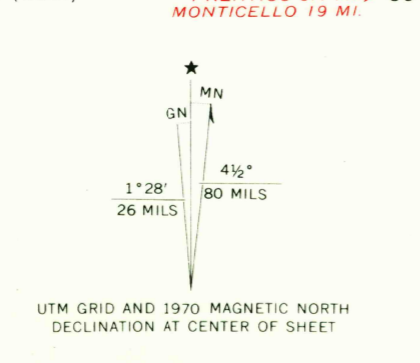 MONTICELLO 19 MI.
MN
GN
4½°
1°28'
80 MILS
26 MILS
UTM GRID AND 1970 MAGNETIC NORTH
DECLINATION AT CENTER OF SHEET